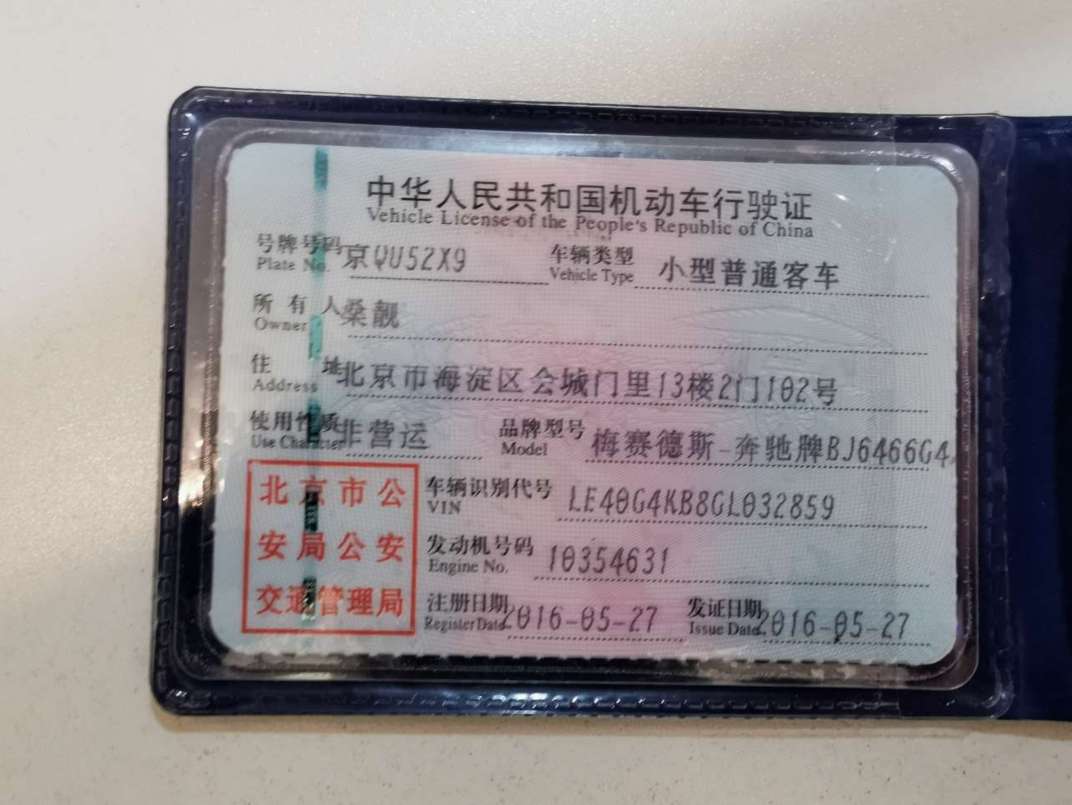 中华人民共和国机动车行驶证
Vehicle License of the People's Republic of China
号牌号码 京QU52X9 车辆类型 小型普通客车
Plate No. Vehicle Type
所有人 桑靓
Owner
住址 北京市海淀区会城门里13楼2门102号
Address
使用性质 非营运 品牌型号 梅赛德斯-奔驰牌BJ6466G4
Use Character Model
北京市公 车辆识别代号 LE40G4KB8GL032859
VIN
安局公安 发动机号码 10354631
Engine No.
交通管理局 注册日期 2016-05-27 发证日期 2016-05-27
Register Date Issue Date